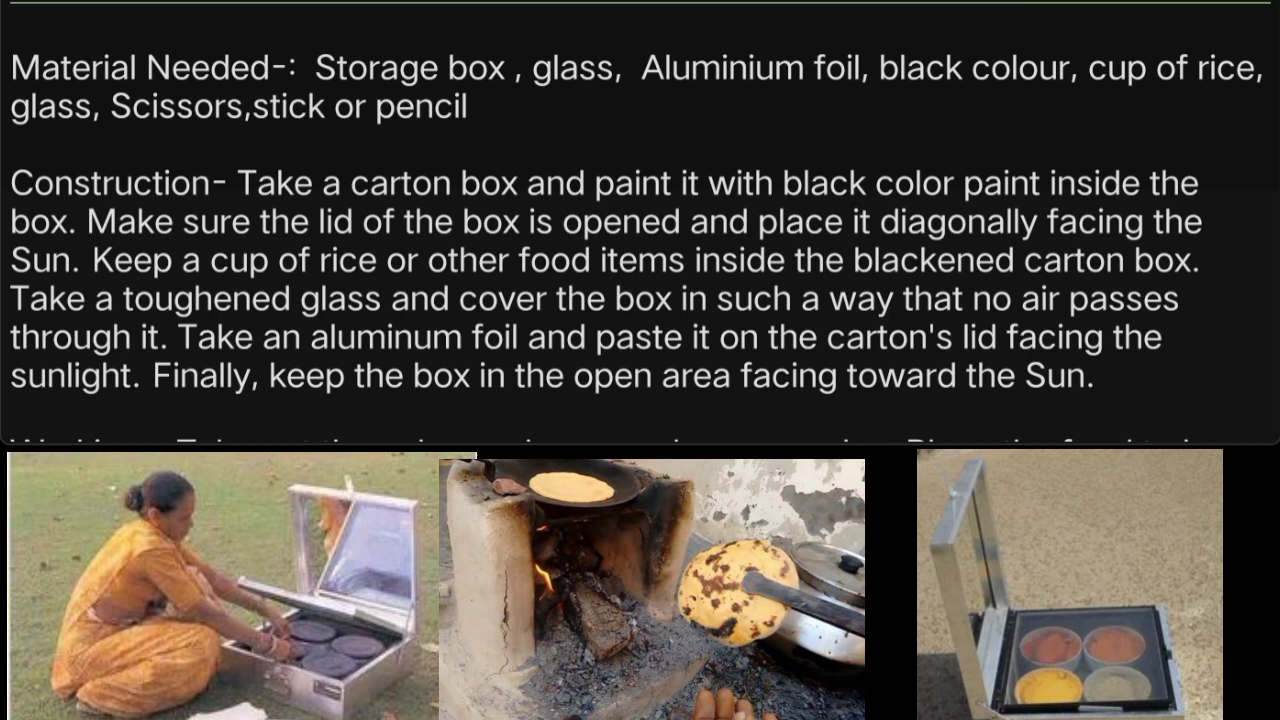 Material Needed-: Storage box , glass, Aluminium foil, black colour, cup of rice,
glass, Scissors,stick or pencil
Construction- Take a carton box and paint it with black color paint inside the
box. Make sure the lid of the box is opened and place it diagonally facing the
Sun. Keep a cup of rice or other food items inside the blackened carton box.
Take a toughened glass and cover the box in such a way that no air passes
through it. Take an aluminum foil and paste it on the carton's lid facing the
sunlight. Finally, keep the box in the open area facing toward the Sun.